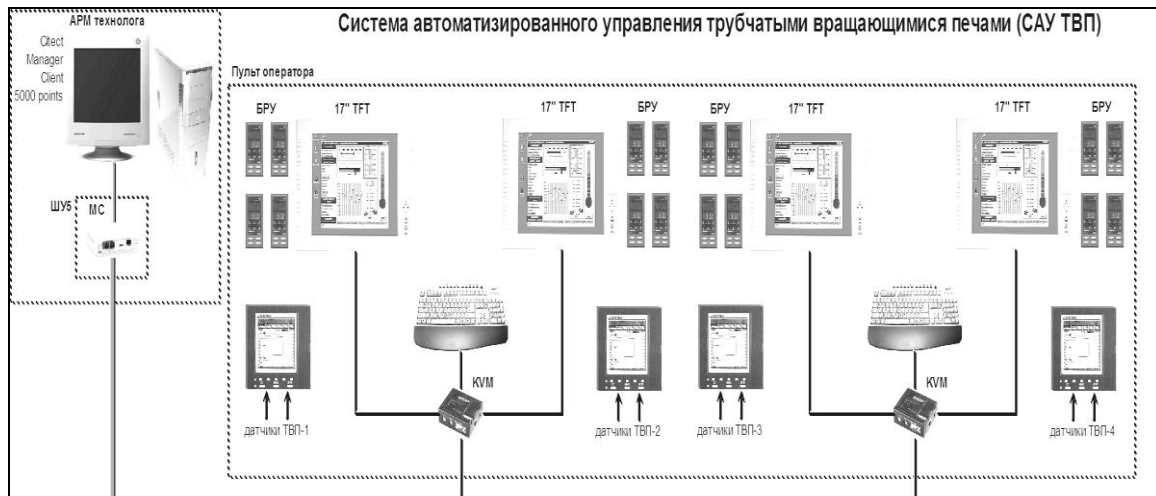 АРМ технолога
Citect
Manager
Client
5000 points
ШУ5
МС
Система автоматизированного управления трубчатыми вращающимися печами (САУ ТВП)
Пульт оператора
БРУ
17" TFT
17" TFT
БРУ
БРУ
17" TFT
17" TFT
БРУ
KVM
KVM
датчики ТВП-1
датчики ТВП-2
датчики ТВП-3
датчики ТВП-4